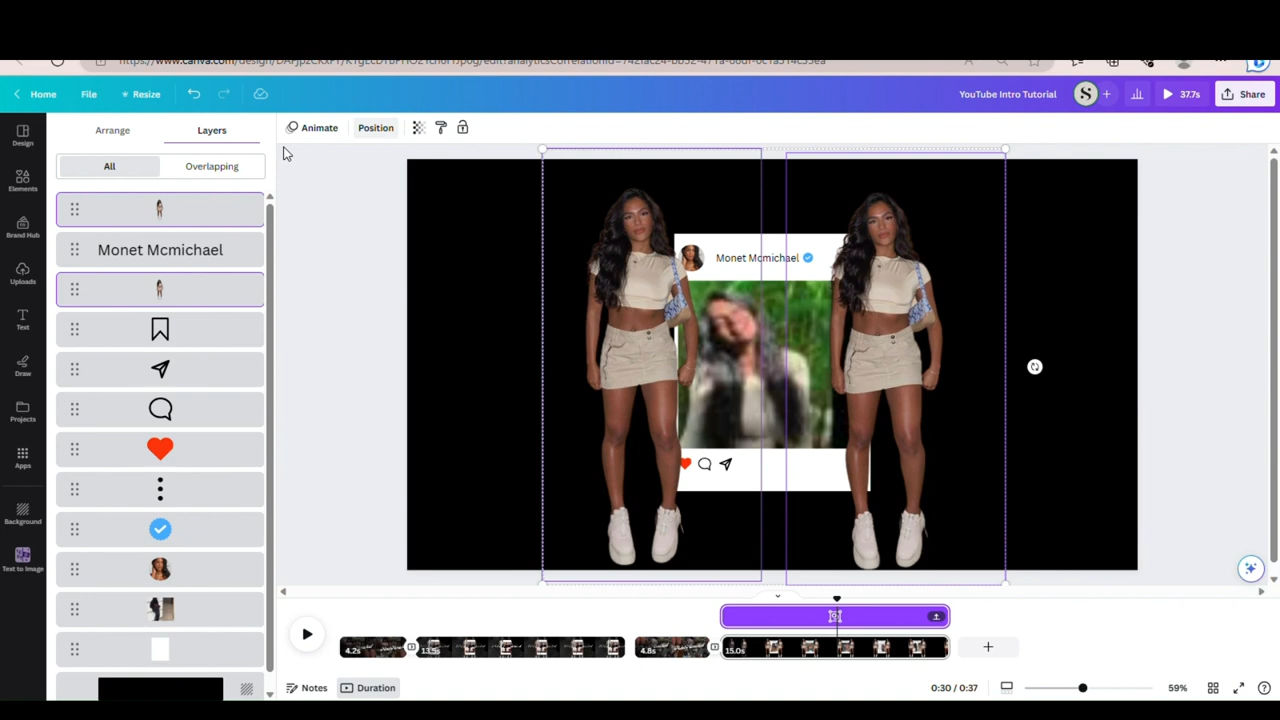 Home
File
Resize
YouTube Intro Tutorial
S
+
37.7s
Share
Design
Elements
Brand Hub
Uploads
Text
Draw
Projects
Apps
Background
Text to Image
Arrange
Layers
All
Overlapping
Monet Mcmichael
Animate
Position
Monet Mcmichael
4.2s
13.5s
4.8s
15.0s
+
Notes
Duration
0:30 / 0:37
59%